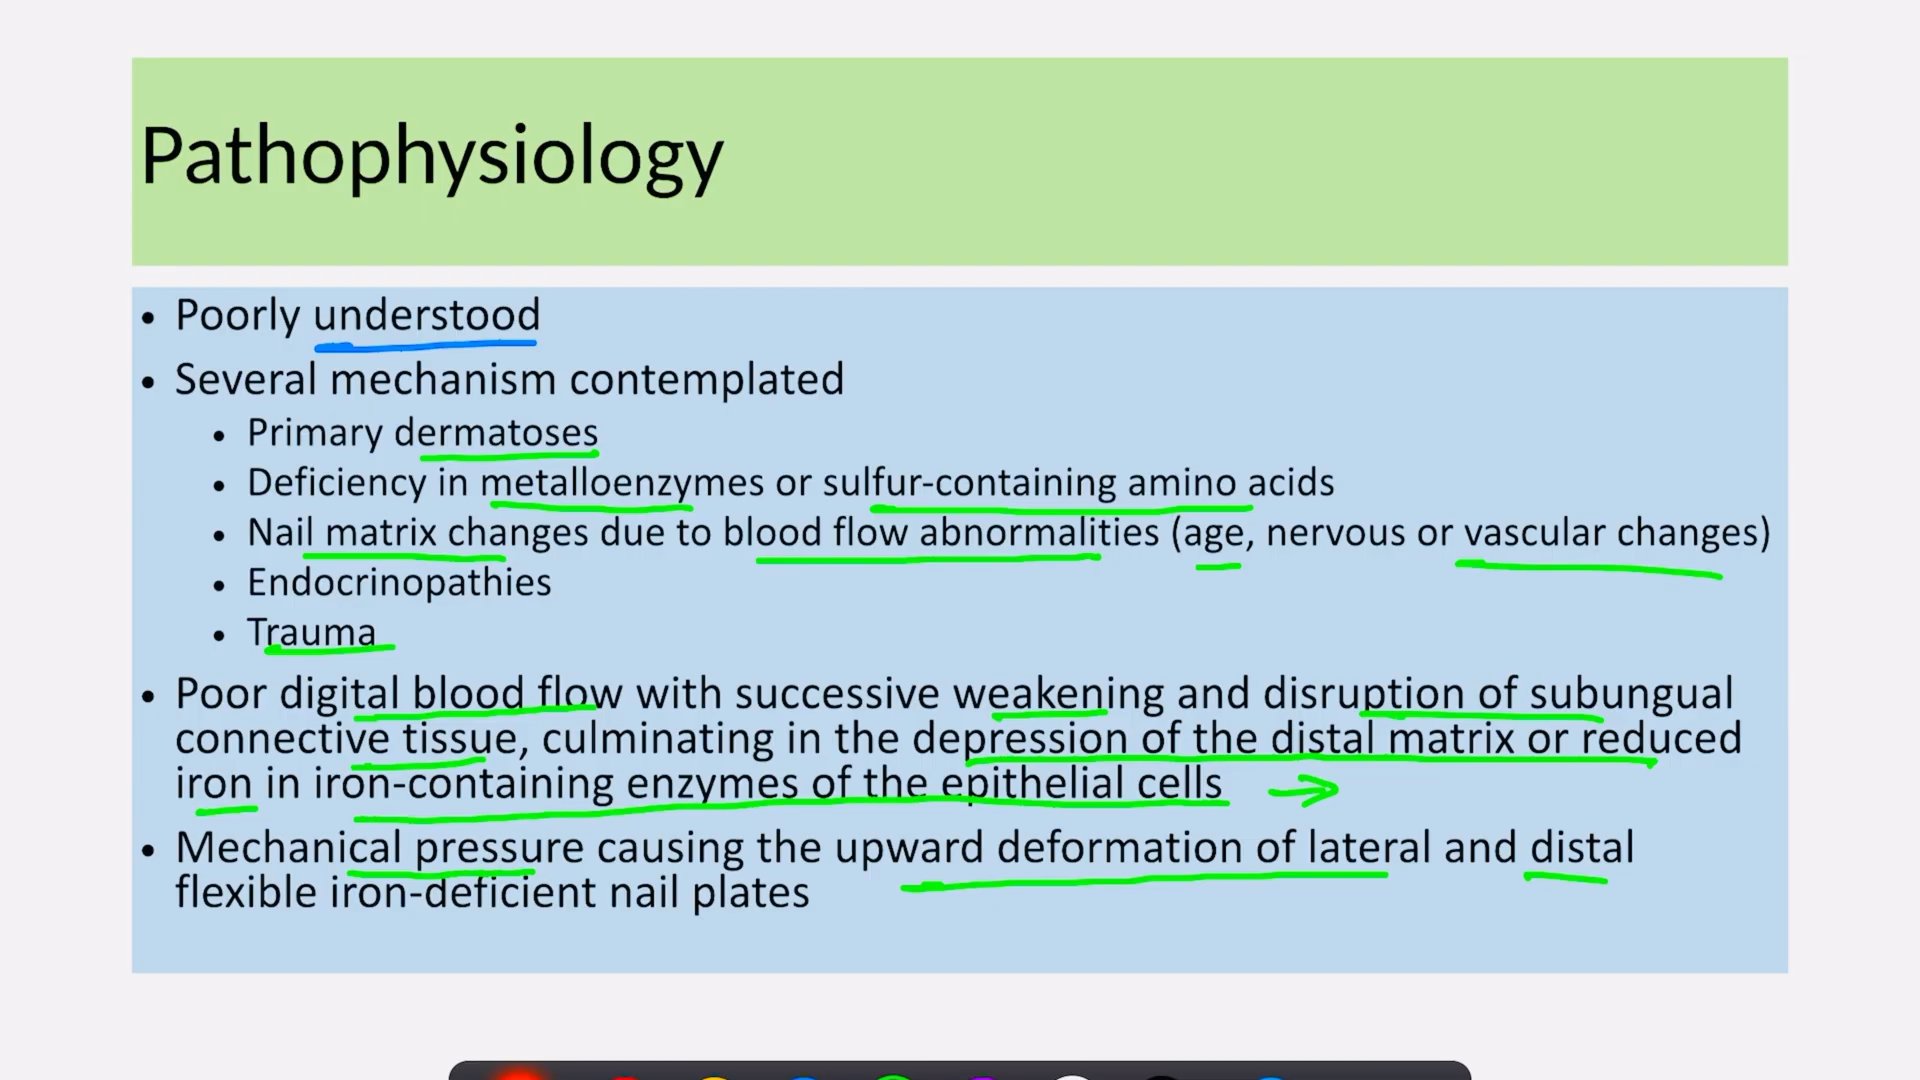 Pathophysiology
• Poorly understood
• Several mechanism contemplated
• Primary dermatoses
• Deficiency in metalloenzymes or sulfur-containing amino acids
• Nail matrix changes due to blood flow abnormalities (age, nervous or vascular changes)
• Endocrinopathies
• Trauma
• Poor digital blood flow with successive weakening and disruption of subungual
connective tissue, culminating in the depression of the distal matrix or reduced
iron in iron-containing enzymes of the epithelial cells →
• Mechanical pressure causing the upward deformation of lateral and distal
flexible iron-deficient nail plates